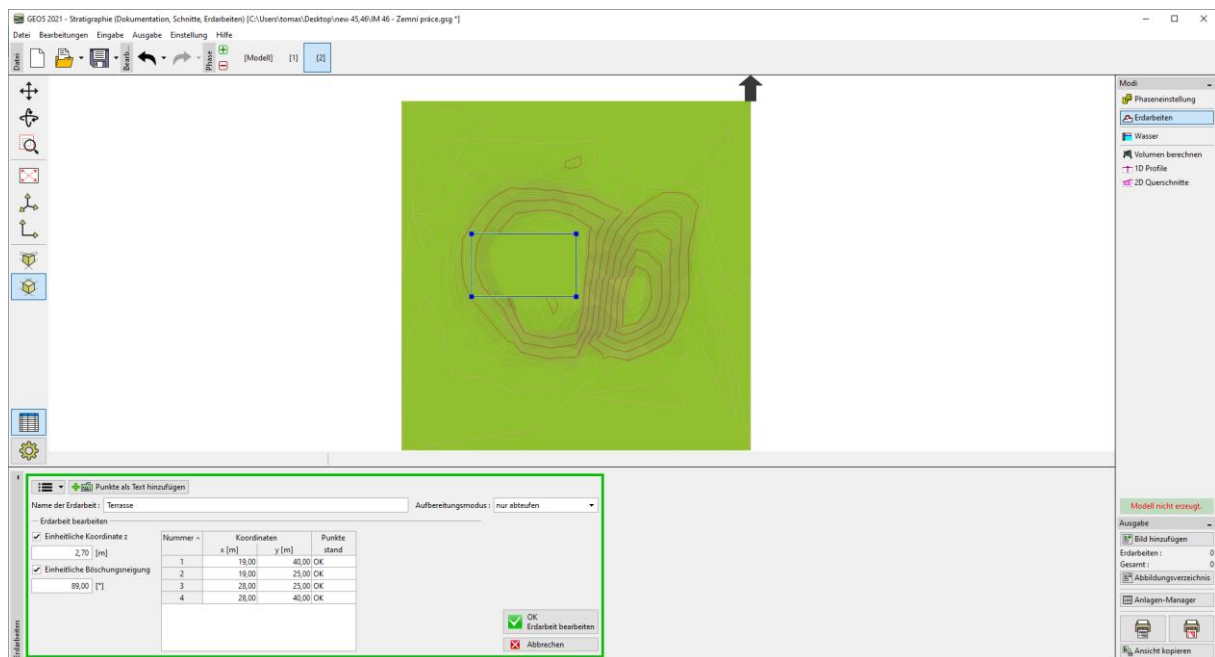 GEO5 2021 - Stratigraphie (Dokumentation, Schnitte, Erdarbeiten) [C:\Users\tomas\Desktop\new 45,46\IM 46 - Zemní práce.gsg *]
Datei Bearbeitungen Eingabe Ausgabe Einstellung Hilfe
Datei
Bearb...
Phase
[Modell] [1] [2]
Modi
Phaseneinstellung
Erdarbeiten
Wasser
Volumen berechnen
1D Profile
2D Querschnitte
Punkte als Text hinzufügen
Name der Erdarbeit : Terrasse Aufbereitungsmodus : nur abteufen
Erdarbeit bearbeiten
Einheitliche Koordinate z
2,70 [m]
Einheitliche Böschungsneigung
89,00 [°]
Nummer Koordinaten Punkte
x [m] y [m] stand
1 19,00 40,00 OK
2 19,00 25,00 OK
3 28,00 25,00 OK
4 28,00 40,00 OK
OK
Erdarbeit bearbeiten
Abbrechen
Erdarbeiten
Modell nicht erzeugt.
Ausgabe
Bild hinzufügen
Erdarbeiten : 0
Gesamt : 0
Abbildungsverzeichnis
Anlagen-Manager
Ansicht kopieren